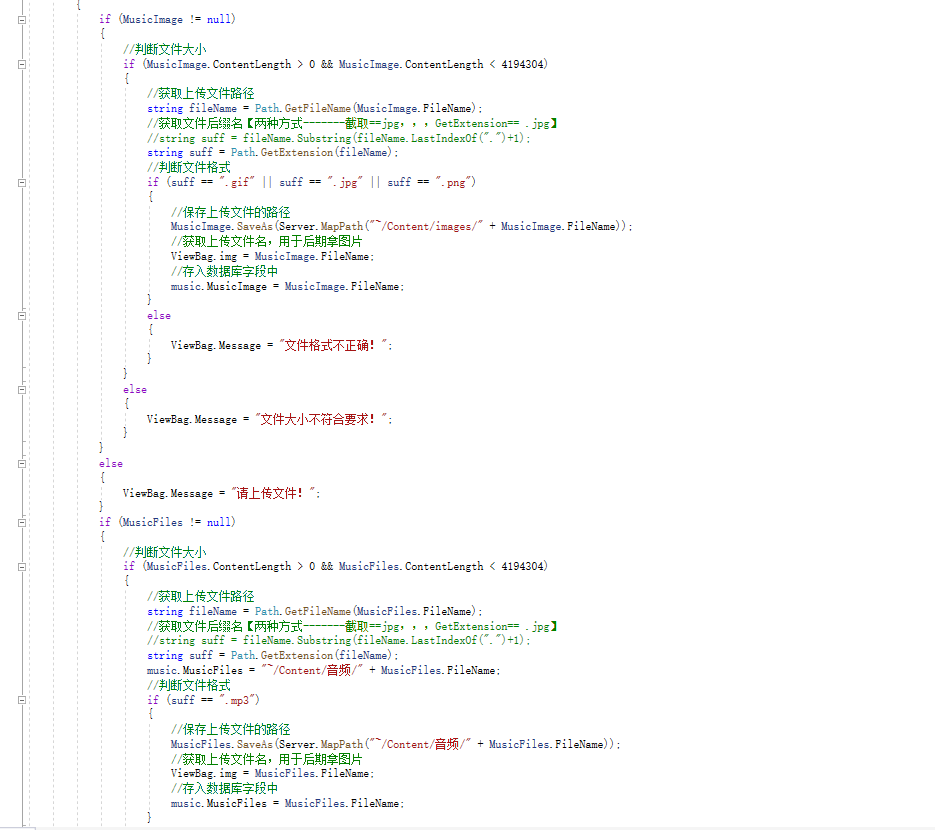 {
if (MusicImage != null)
{
//判断文件大小
if (MusicImage.ContentLength > 0 && MusicImage.ContentLength < 4194304)
{
//获取上传文件路径
string fileName = Path.GetFileName(MusicImage.FileName);
//获取文件后缀名【两种方式-------截取==jpg，，，GetExtension== .jpg】
//string suff = fileName.Substring(fileName.LastIndexOf(".")+1);
string suff = Path.GetExtension(fileName);
//判断文件格式
if (suff == ".gif" || suff == ".jpg" || suff == ".png")
{
//保存上传文件的路径
MusicImage.SaveAs(Server.MapPath("~/Content/images/" + MusicImage.FileName));
//获取上传文件名，用于后期拿图片
ViewBag.img = MusicImage.FileName;
//存入数据库字段中
music.MusicImage = MusicImage.FileName;
}
else
{
ViewBag.Message = "文件格式不正确！";
}
}
else
{
ViewBag.Message = "文件大小不符合要求！";
}
}
else
{
ViewBag.Message = "请上传文件！";
}
if (MusicFiles != null)
{
//判断文件大小
if (MusicFiles.ContentLength > 0 && MusicFiles.ContentLength < 4194304)
{
//获取上传文件路径
string fileName = Path.GetFileName(MusicFiles.FileName);
//获取文件后缀名【两种方式-------截取==jpg，，，GetExtension== .jpg】
//string suff = fileName.Substring(fileName.LastIndexOf(".")+1);
string suff = Path.GetExtension(fileName);
music.MusicFiles = "~/Content/音频/" + MusicFiles.FileName;
//判断文件格式
if (suff == ".mp3")
{
//保存上传文件的路径
MusicFiles.SaveAs(Server.MapPath("~/Content/音频/" + MusicFiles.FileName));
//获取上传文件名，用于后期拿图片
ViewBag.img = MusicFiles.FileName;
//存入数据库字段中
music.MusicFiles = MusicFiles.FileName;
}